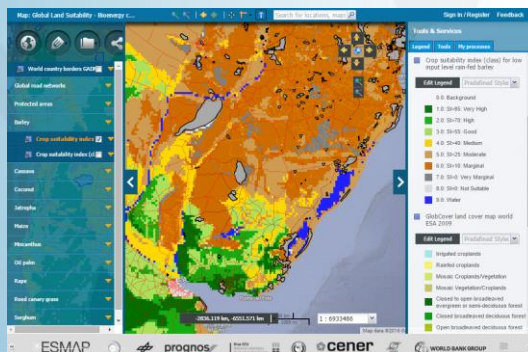 Map: Global Land Suitability - Bioenergy c...
Search for locations, maps
Sign In / Register
Feedback
World country borders GAD
Global road networks
Protected areas
Barley
Crop suitability index
Crop suitability index (cl
Cassava
Coconut
Jatropha
Maize
Miscanthus
Oil palm
Rape
Reed canary grass
Sorghum
Tools & Services
Legend
Tools
My processes
Crop suitability index (class) for low
input level rain-fed barley
Edit Legend
Predefined Style
0.0: Background
1.0: SI>85: Very High
2.0: SI>70: High
3.0: SI>55: Good
4.0: SI>40: Medium
5.0: SI>25: Moderate
6.0: SI>10: Marginal
7.0: SI>0: Very Marginal
8.0: SI=0: Not Suitable
9.0: Water
GlobCover land cover map world
ESA 2009
Edit Legend
Predefined Style
Irrigated croplands
Rainfed croplands
Mosaic Croplands/Vegetation
Mosaic Vegetation/Croplands
Closed to open broadleaved
evergreen or semi-deciduous forest
Closed broadleaved deciduous forest
Open broadleaved deciduous forest
1 : 6933486
ESMAP
DLR
prognos
cener
WORLD BANK GROUP